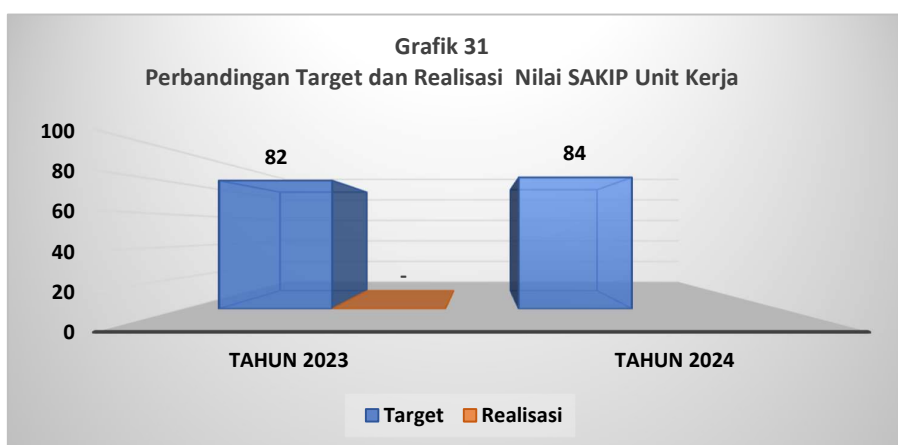 Grafik 31
Perbandingan Target dan Realisasi Nilai SAKIP Unit Kerja
100
80
60
40
20
0
82
-
84
TAHUN 2023
TAHUN 2024
Target
Realisasi